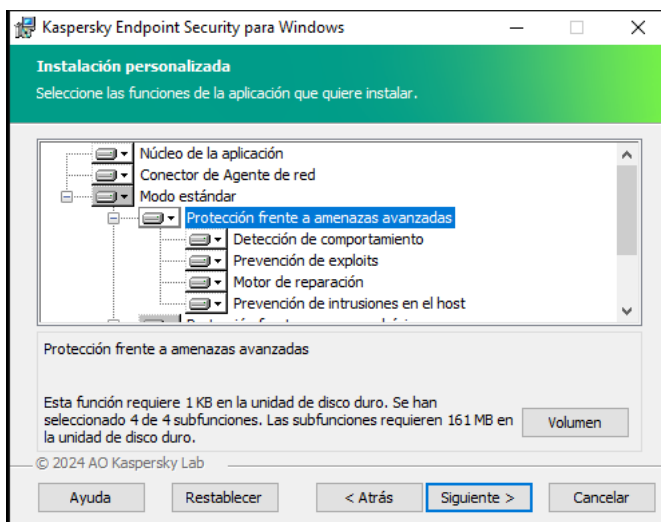 Kaspersky Endpoint Security para Windows
Instalación personalizada
Seleccione las funciones de la aplicación que quiere instalar.
Núcleo de la aplicación
Conector de Agente de red
Modo estándar
Protección frente a amenazas avanzadas
Detección de comportamiento
Prevención de exploits
Motor de reparación
Prevención de intrusiones en el host
Protección frente a amenazas avanzadas
Esta función requiere 1 KB en la unidad de disco duro. Se han
seleccionado 4 de 4 subfunciones. Las subfunciones requieren 161 MB en
la unidad de disco duro.
Volumen
© 2024 AO Kaspersky Lab
Ayuda
Restablecer
< Atrás
Siguiente >
Cancelar